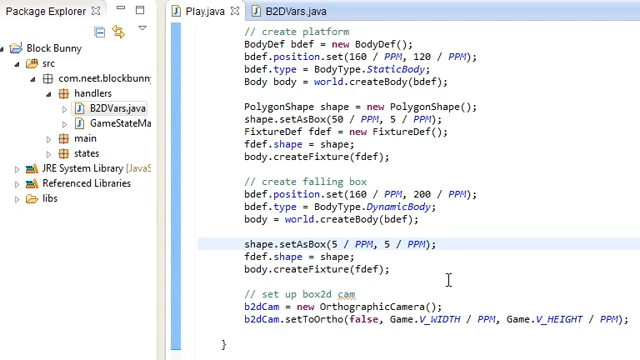 Package Explorer
Block Bunny
src
com.neet.blockbunny
handlers
B2DVars.java
GameStateMa
main
states
JRE System Library [JavaS
Referenced Libraries
libs
Play.java
B2DVars.java
// create platform
BodyDef bdef = new BodyDef();
bdef.position.set(160 / PPM, 120 / PPM);
bdef.type = BodyType.StaticBody;
Body body = world.createBody(bdef);
PolygonShape shape = new PolygonShape();
shape.setAsBox(50 / PPM, 5 / PPM);
FixtureDef fdef = new FixtureDef();
fdef.shape = shape;
body.createFixture(fdef);
// create falling box
bdef.position.set(160 / PPM, 200 / PPM);
bdef.type = BodyType.DynamicBody;
body = world.createBody(bdef);
shape.setAsBox(5 / PPM, 5 / PPM);
fdef.shape = shape;
body.createFixture(fdef);
// set up box2d cam
b2dCam = new OrthographicCamera();
b2dCam.setToOrtho(false, Game.V_WIDTH / PPM, Game.V_HEIGHT / PPM);
}